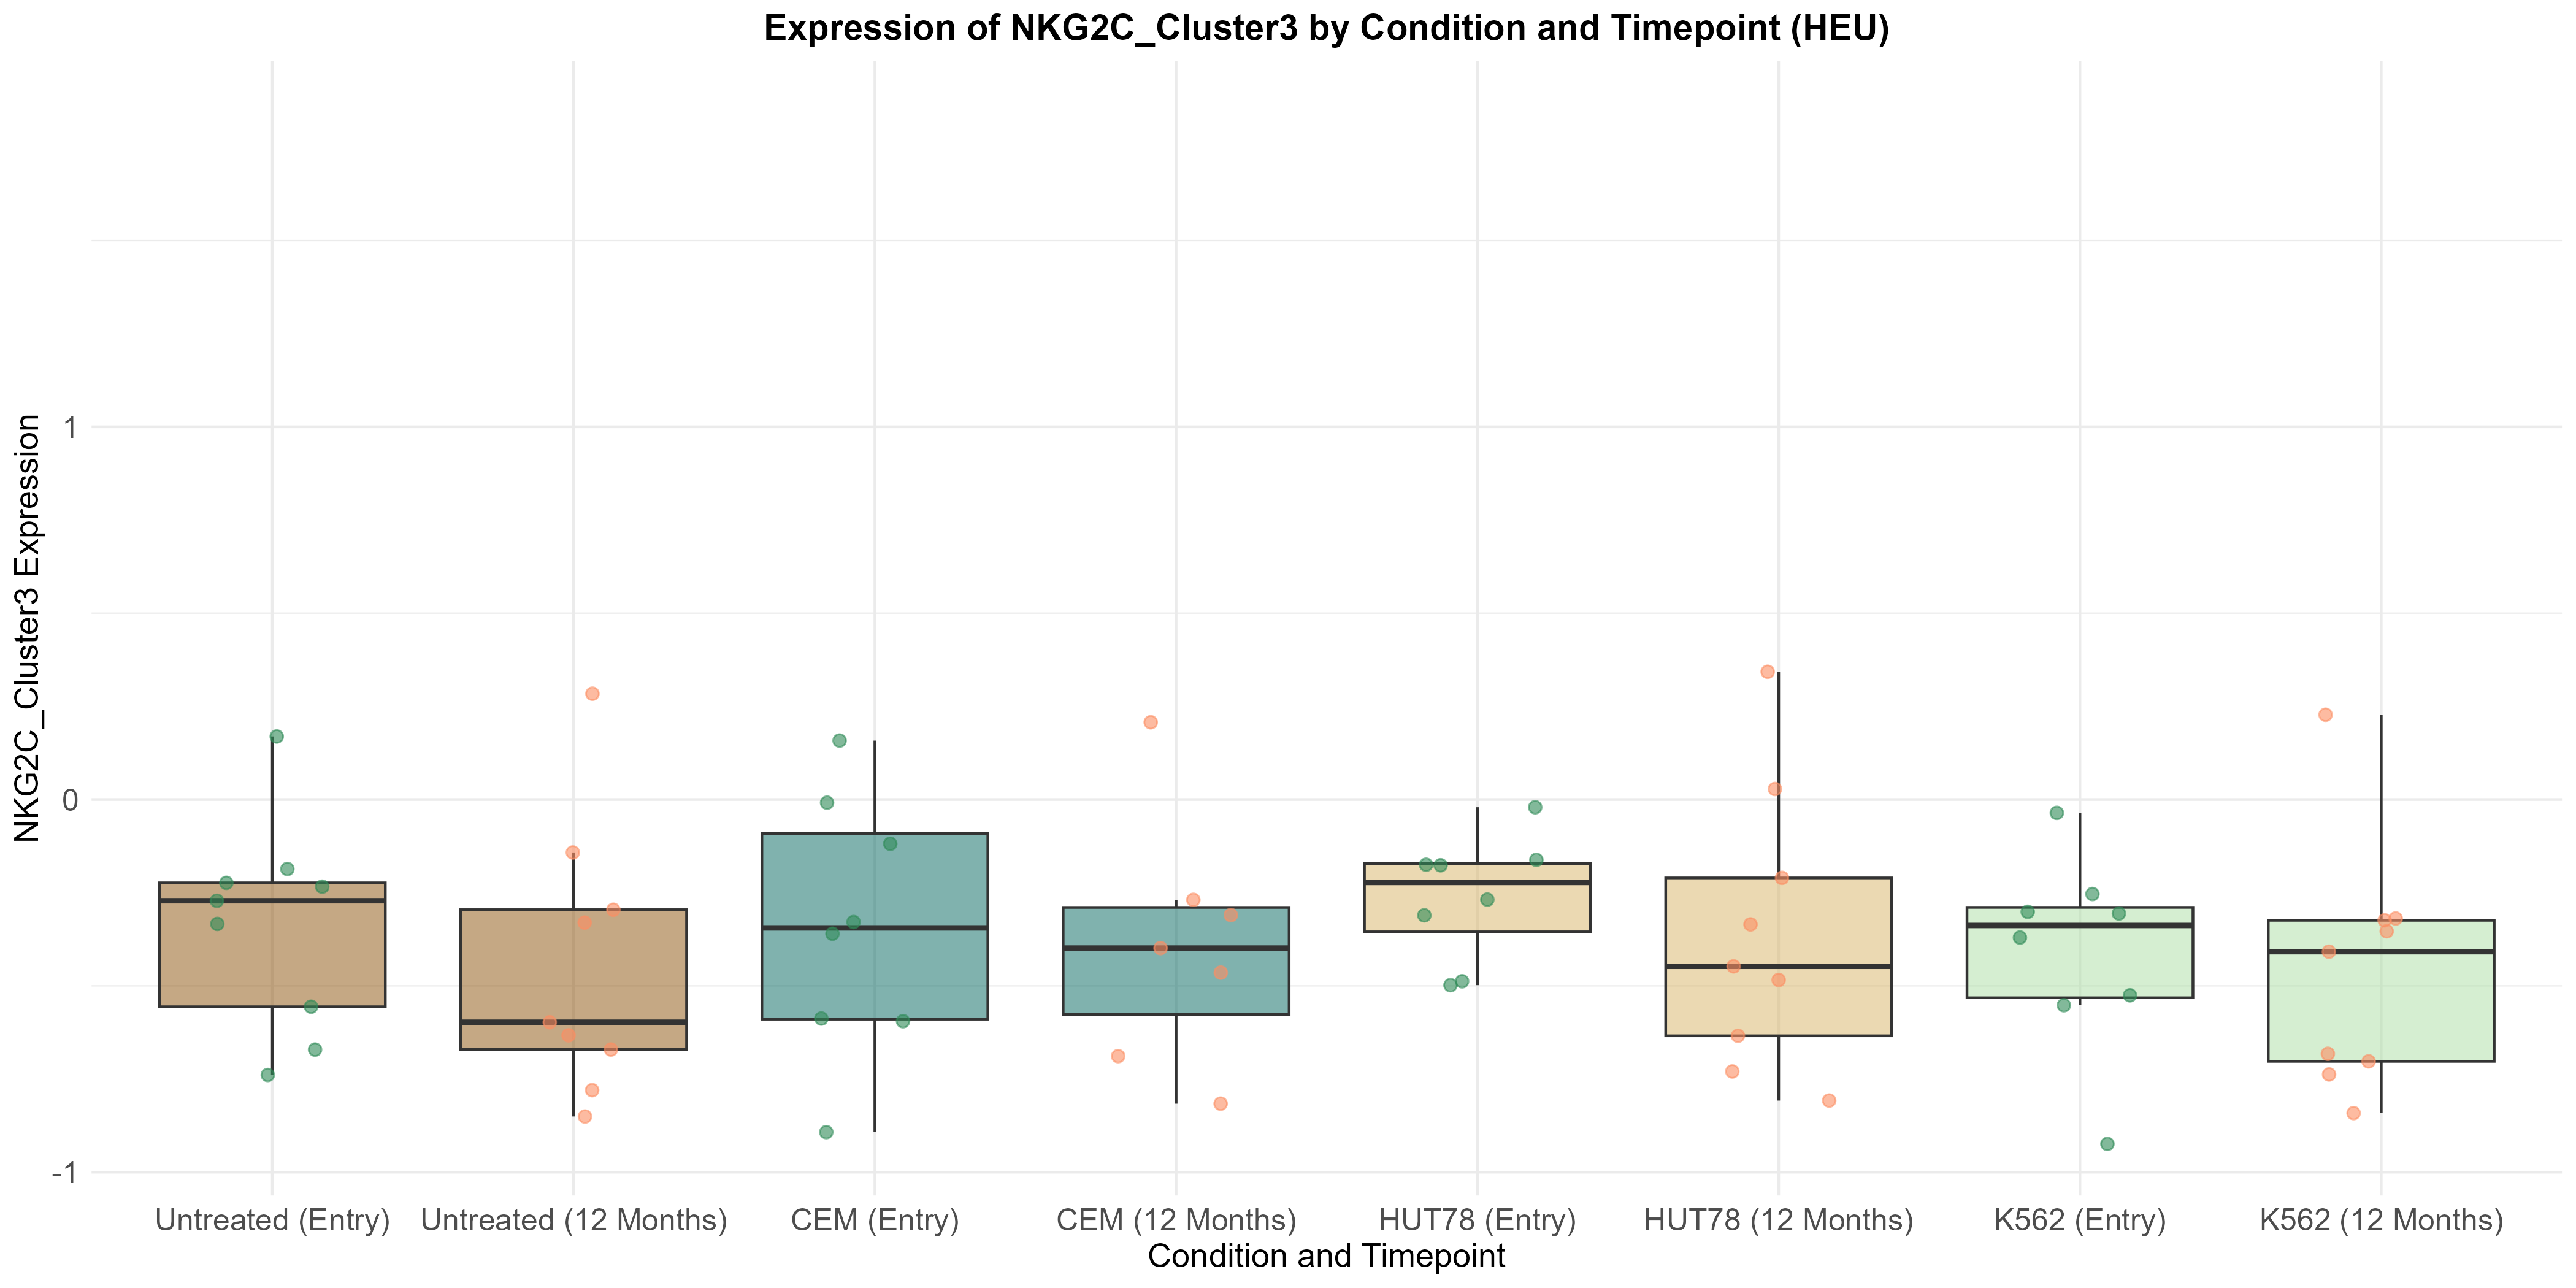 Expression of NKG2C_Cluster3 by Condition and Timepoint (HEU)
NKG2C_Cluster3 Expression
1
0
-1
Untreated (Entry)
Untreated (12 Months)
CEM (Entry)
CEM (12 Months)
HUT78 (Entry)
HUT78 (12 Months)
K562 (Entry)
K562 (12 Months)
Condition and Timepoint